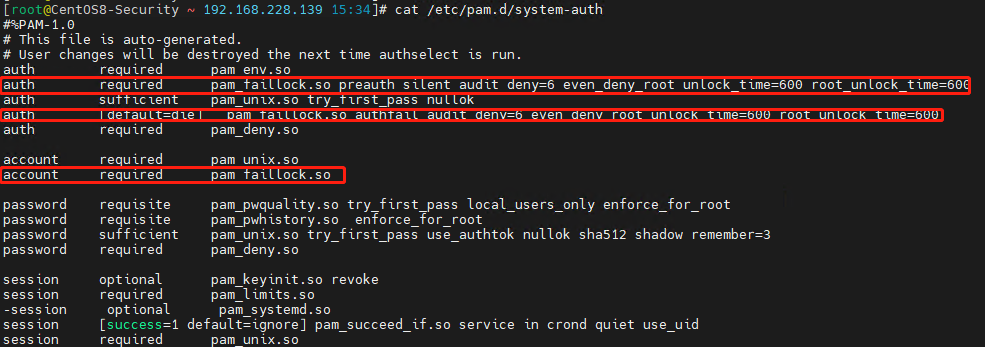 [root@CentOS8-Security ~ 192.168.228.139 15:34]# cat /etc/pam.d/system-auth
#%PAM-1.0
# This file is auto-generated.
# User changes will be destroyed the next time authselect is run.
auth        required      pam_env.so
auth        required      pam_faillock.so preauth silent audit deny=6 even_deny_root unlock_time=600 root_unlock_time=600
auth        sufficient    pam_unix.so try_first_pass nullok
auth        [default=die]   pam_faillock.so authfail audit deny=6 even_deny_root unlock_time=600 root_unlock_time=600
auth        required      pam_deny.so
account     required      pam_unix.so
account     required      pam_faillock.so
password    requisite     pam_pwquality.so try_first_pass local_users_only enforce_for_root
password    requisite     pam_pwhistory.so  enforce_for_root
password    sufficient    pam_unix.so try_first_pass use_authtok nullok sha512 shadow remember=3
password    required      pam_deny.so
session     optional      pam_keyinit.so revoke
session     required      pam_limits.so
-session     optional      pam_systemd.so
session     [success=1 default=ignore] pam_succeed_if.so service in crond quiet use_uid
session     required      pam_unix.so